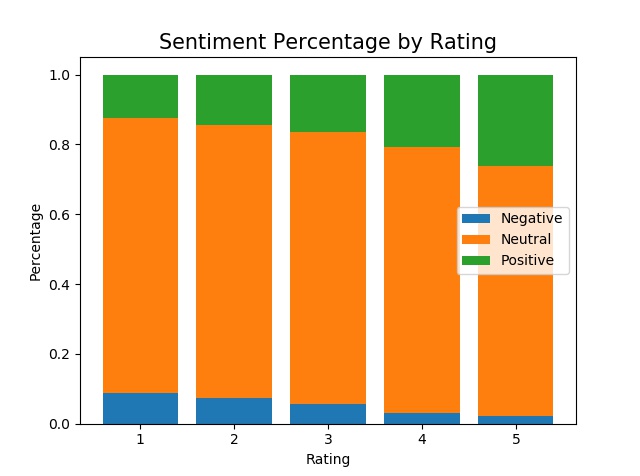 Sentiment Percentage by Rating
1.0
0.8
0.6
0.4
0.2
0.0
Percentage
Negative
Neutral
Positive
1 2 3 4 5
Rating